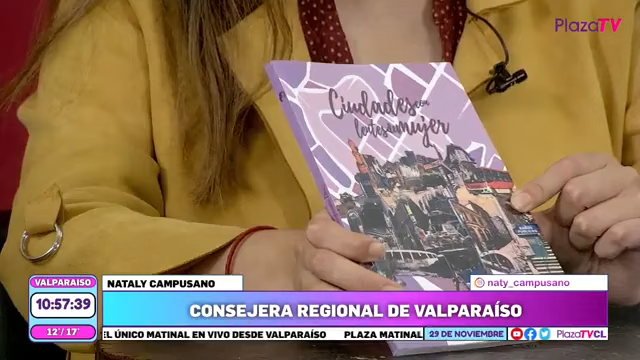 PlazaTV
Ciudades con
lentes de mujer
VALPARAISO
10:57:39
12°/17°
NATALY CAMPUSANO
naty_campusano
CONSEJERA REGIONAL DE VALPARAÍSO
EL ÚNICO MATINAL EN VIVO DESDE VALPARAÍSO PLAZA MATINAL
29 DE NOVIEMBRE
PlazaTVCL